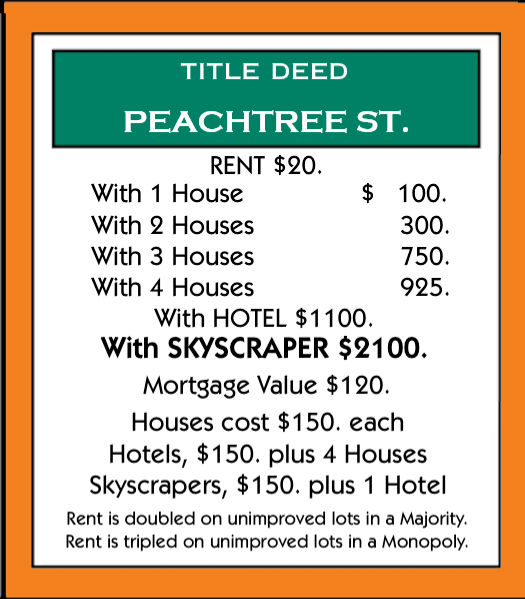 TITLE DEED
PEACHTREE ST.
RENT $20.
With 1 House $ 100.
With 2 Houses 300.
With 3 Houses 750.
With 4 Houses 925.
With HOTEL $1100.
With SKYSCRAPER $2100.
Mortgage Value $120.
Houses cost $150. each
Hotels, $150. plus 4 Houses
Skyscrapers, $150. plus 1 Hotel
Rent is doubled on unimproved lots in a Majority.
Rent is tripled on unimproved lots in a Monopoly.